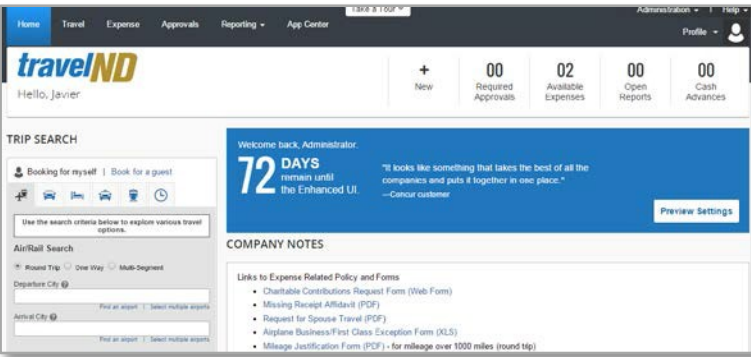 Take a Tour
Administration | Help
Home Travel Expense Approvals Reporting App Center
Profile
travelND
Hello, Javier
+ 00 02 00 00
New Required Available Open Cash
Approvals Expenses Reports Advances
TRIP SEARCH
Booking for myself | Book for a guest
Use the search criteria below to explore various travel
options.
Air/Rail Search
Round Trip One Way Multi-Segment
Departure City
Find an airport | Select multiple airports
Arrival City
Find an airport | Select multiple airports
Welcome back, Administrator.
72 DAYS
remain until
the Enhanced UI.
"It looks like something that takes the best of all the
companies and puts it together in one place."
—Concur customer
Preview Settings
COMPANY NOTES
Links to Expense Related Policy and Forms
• Charitable Contributions Request Form (Web Form)
• Missing Receipt Affidavit (PDF)
• Request for Spouse Travel (PDF)
• Airplane Business/First Class Exception Form (XLS)
• Mileage Justification Form (PDF) - for mileage over 1000 miles (round trip)